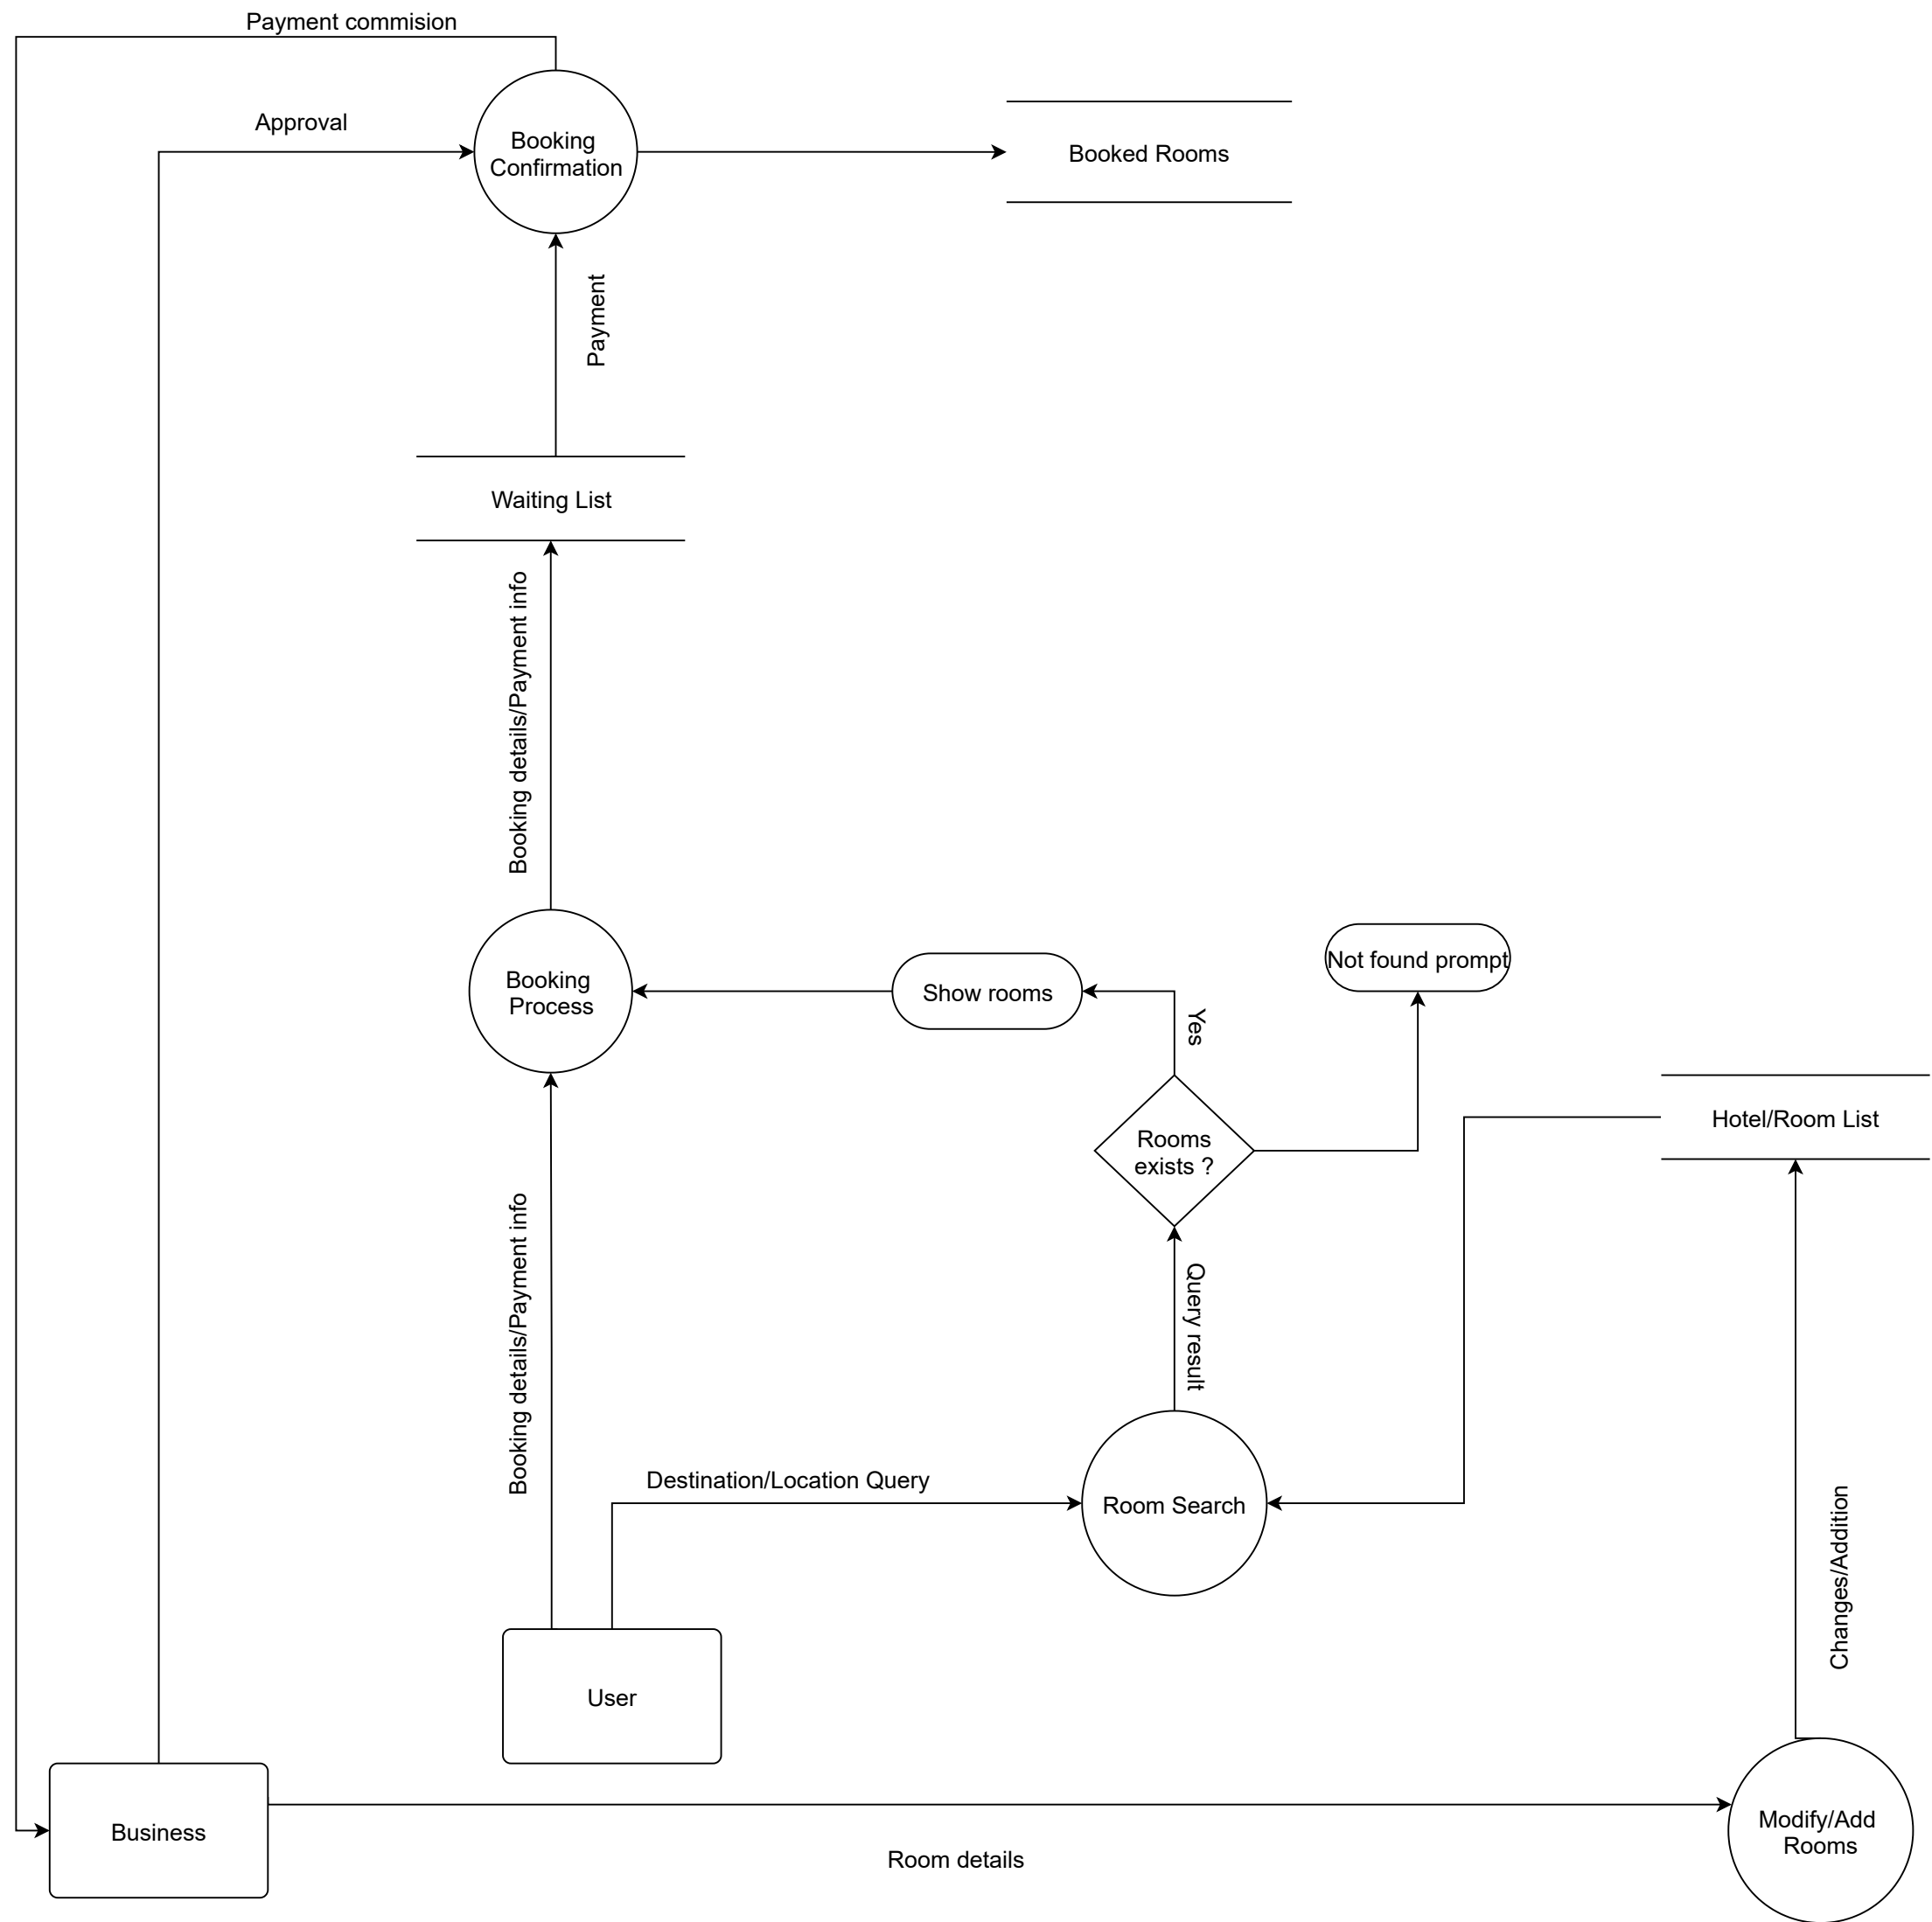 Payment commision
Approval
Booking
Confirmation
Booked Rooms
Payment
Waiting List
Booking details/Payment info
Booking
Process
Show rooms
Not found prompt
Yes
Rooms
exists ?
Hotel/Room List
Booking details/Payment info
Query result
Destination/Location Query
Room Search
Changes/Addition
User
Business
Modify/Add
Rooms
Room details